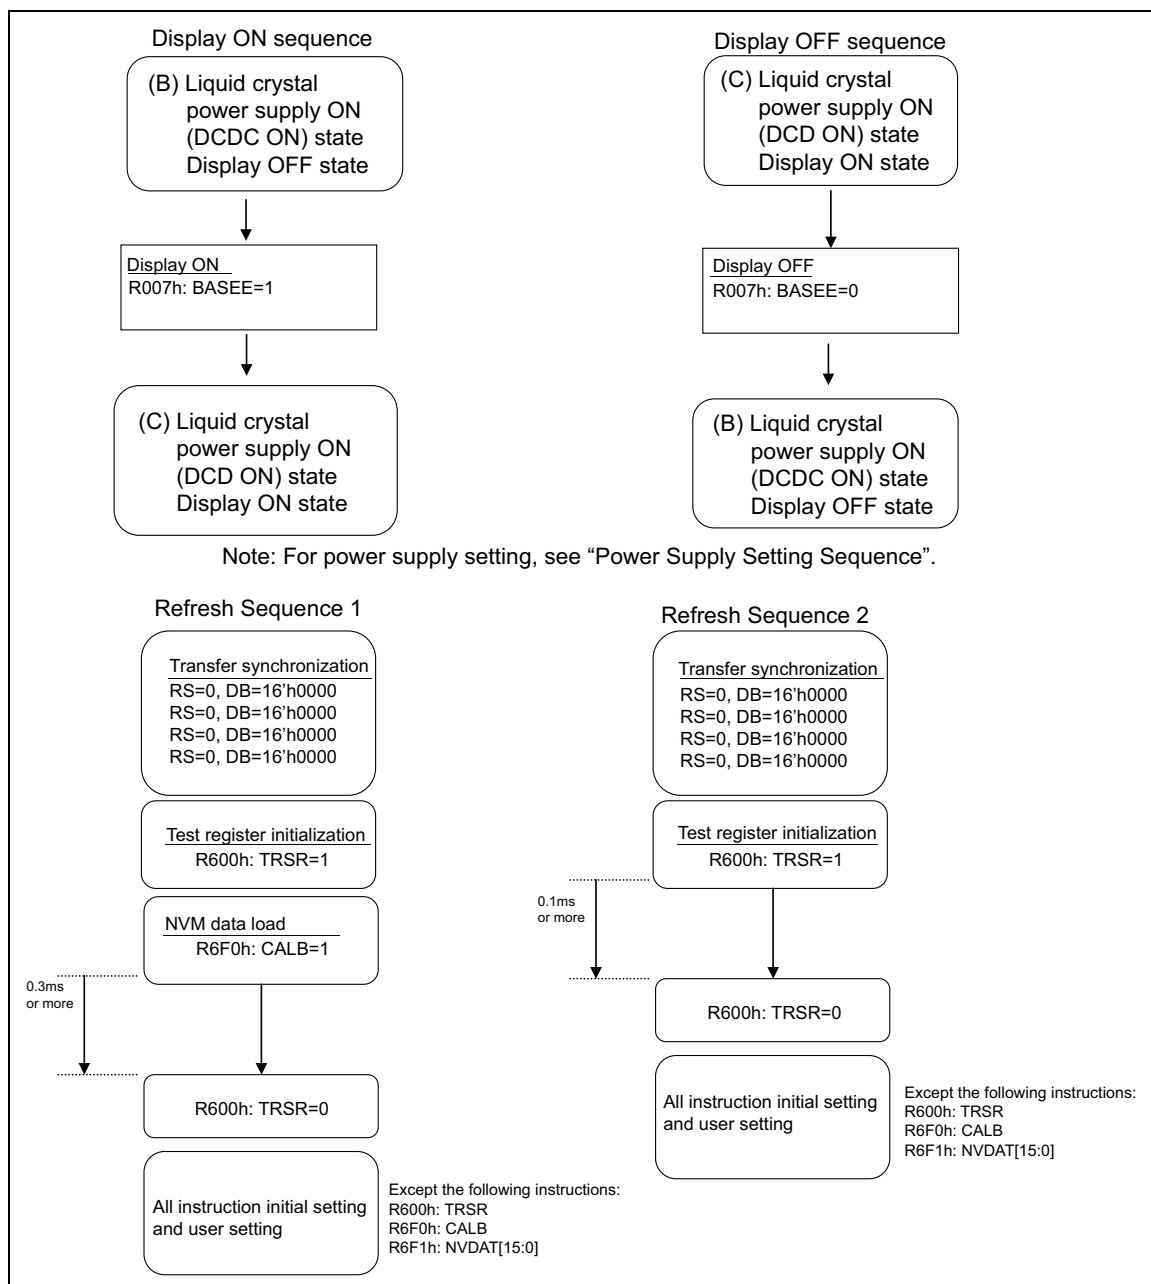 Display ON sequence
(B) Liquid crystal
power supply ON
(DCDC ON) state
Display OFF state
Display ON
R007h: BASEE=1
(C) Liquid crystal
power supply ON
(DCD ON) state
Display ON state
Display OFF sequence
(C) Liquid crystal
power supply ON
(DCD ON) state
Display ON state
Display OFF
R007h: BASEE=0
(B) Liquid crystal
power supply ON
(DCDC ON) state
Display OFF state
Note: For power supply setting, see “Power Supply Setting Sequence”.
Refresh Sequence 1
Transfer synchronization
RS=0, DB=16’h0000
RS=0, DB=16’h0000
RS=0, DB=16’h0000
RS=0, DB=16’h0000
Test register initialization
R600h: TRSR=1
NVM data load
R6F0h: CALB=1
0.3ms
or more
R600h: TRSR=0
All instruction initial setting
and user setting
Except the following instructions:
R600h: TRSR
R6F0h: CALB
R6F1h: NVDAT[15:0]
Refresh Sequence 2
Transfer synchronization
RS=0, DB=16’h0000
RS=0, DB=16’h0000
RS=0, DB=16’h0000
RS=0, DB=16’h0000
Test register initialization
R600h: TRSR=1
0.1ms
or more
R600h: TRSR=0
All instruction initial setting
and user setting
Except the following instructions:
R600h: TRSR
R6F0h: CALB
R6F1h: NVDAT[15:0]